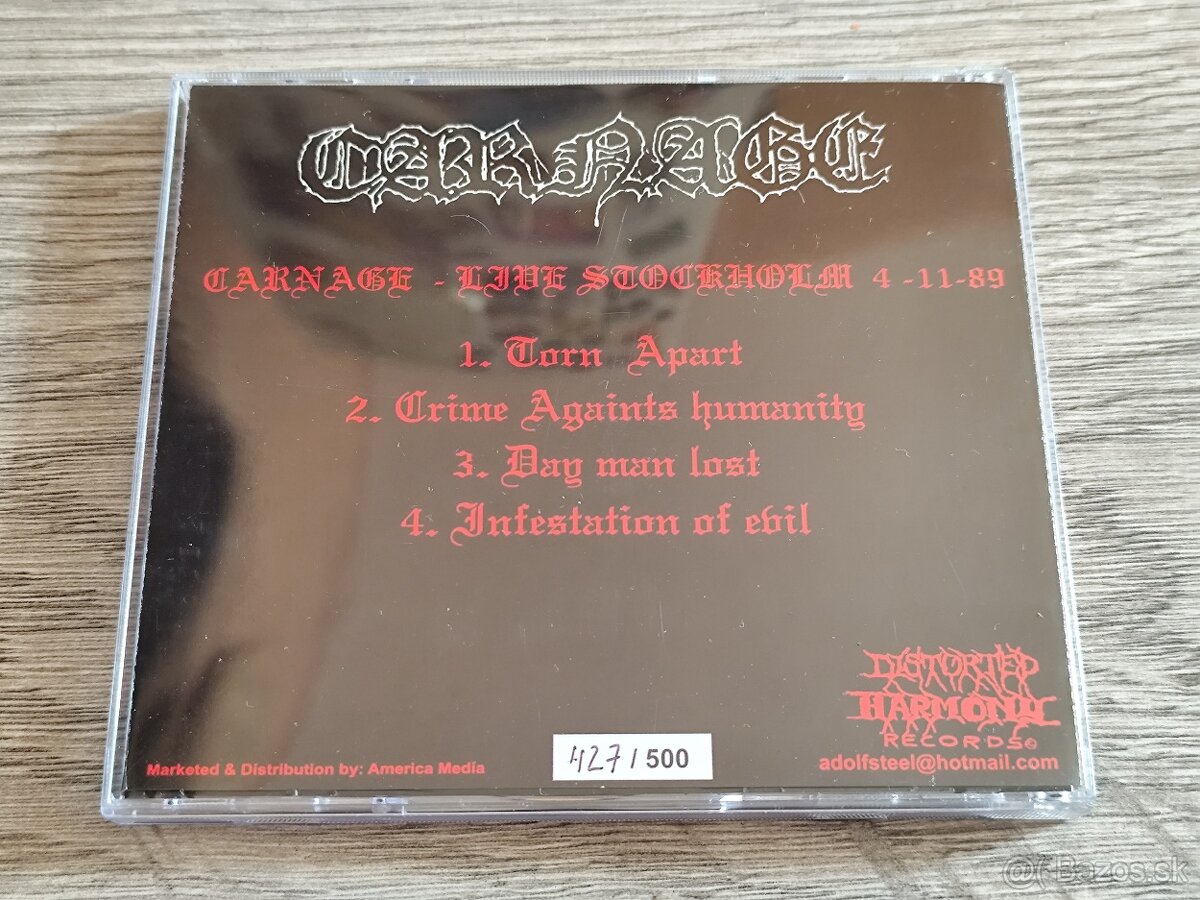 CARNAGE
CARNAGE - LIVE STOCKHOLM 4 -11-89
1. Torn Apart
2. Crime Againts humanity
3. Day man lost
4. Infestation of evil
DISTORTED
HARMONY
RECORDS©
427/500
Marketed & Distribution by: America Media
adolfsteel@hotmail.com
Bazos.sk